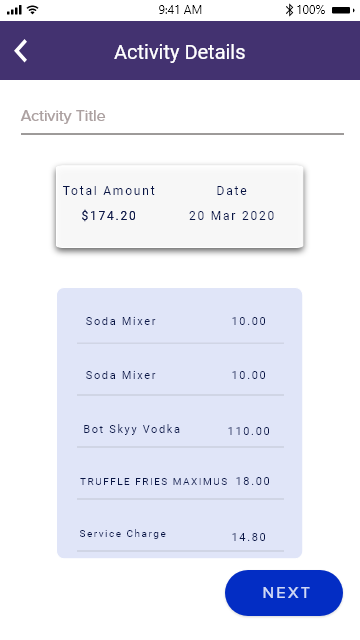 9:41 AM 100%
Activity Details
Activity Title
Total Amount Date
$174.20 20 Mar 2020
Soda Mixer 10.00
Soda Mixer 10.00
Bot Skyy Vodka 110.00
TRUFFLE FRIES MAXIMUS 18.00
Service Charge 14.80
NEXT